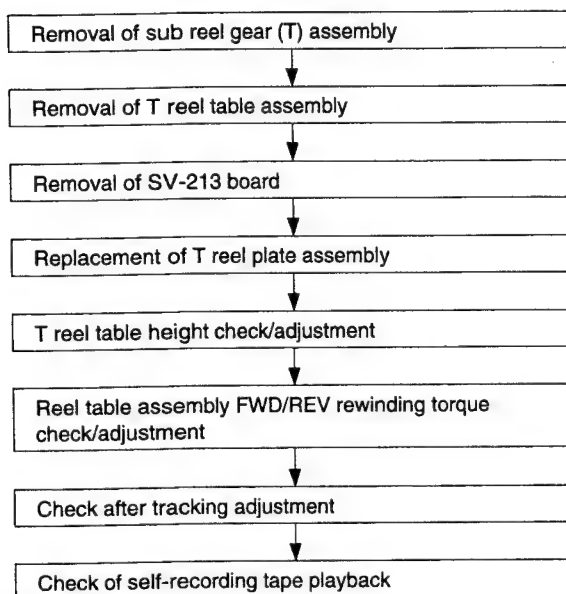 Removal of sub reel gear (T) assembly
Removal of T reel table assembly
Removal of SV-213 board
Replacement of T reel plate assembly
T reel table height check/adjustment
Reel table assembly FWD/REV rewinding torque
check/adjustment
Check after tracking adjustment
Check of self-recording tape playback